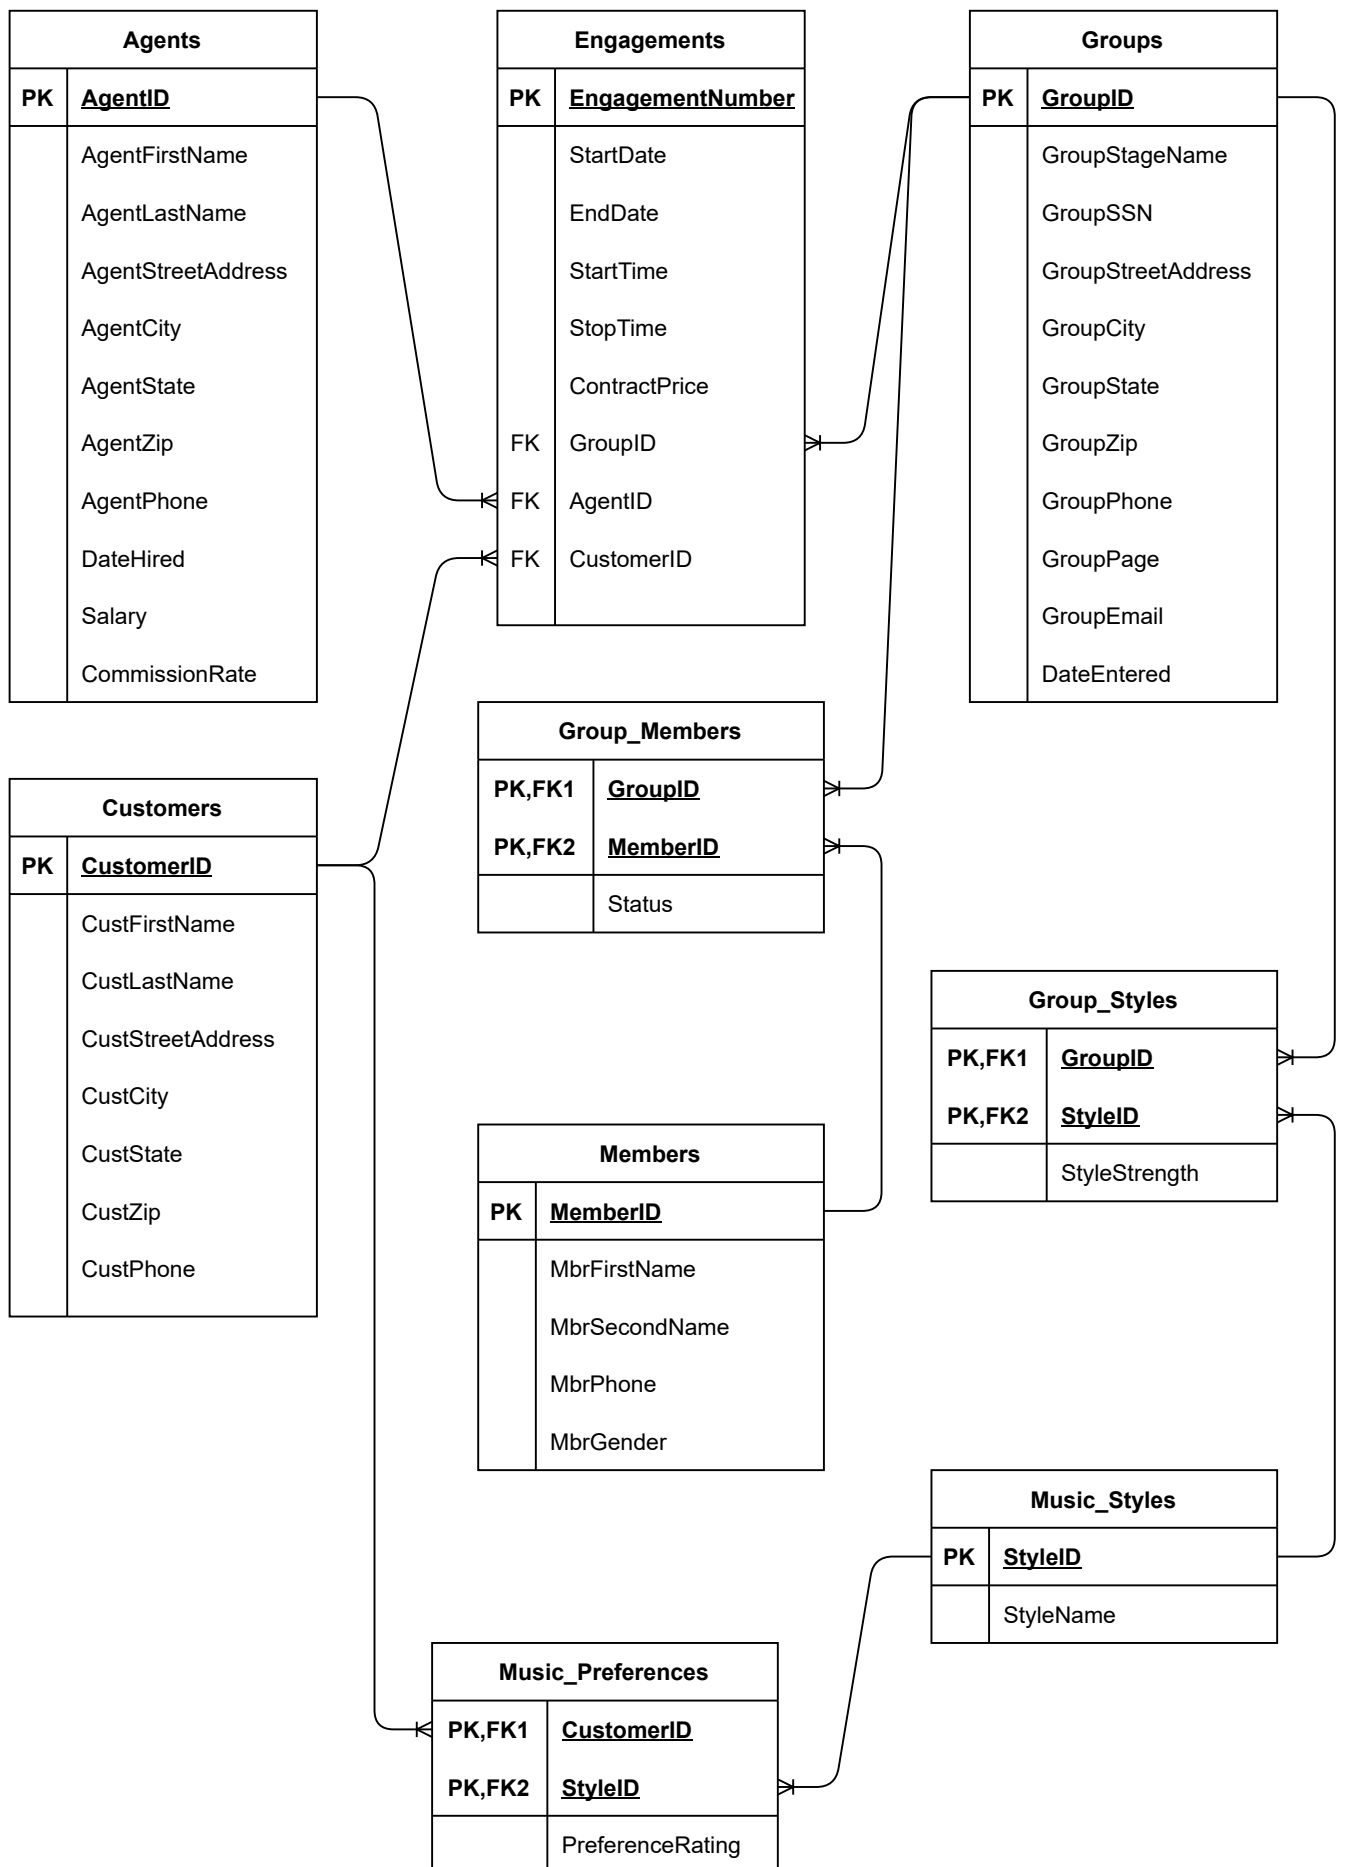 Agents
PK AgentID
AgentFirstName
AgentLastName
AgentStreetAddress
AgentCity
AgentState
AgentZip
AgentPhone
DateHired
Salary
CommissionRate
Engagements
PK EngagementNumber
StartDate
EndDate
StartTime
StopTime
ContractPrice
FK GroupID
FK AgentID
FK CustomerID
Groups
PK GroupID
GroupStageName
GroupSSN
GroupStreetAddress
GroupCity
GroupState
GroupZip
GroupPhone
GroupPage
GroupEmail
DateEntered
Group_Members
PK,FK1 GroupID
PK,FK2 MemberID
Status
Customers
PK CustomerID
CustFirstName
CustLastName
CustStreetAddress
CustCity
CustState
CustZip
CustPhone
Group_Styles
PK,FK1 GroupID
PK,FK2 StyleID
StyleStrength
Members
PK MemberID
MbrFirstName
MbrSecondName
MbrPhone
MbrGender
Music_Styles
PK StyleID
StyleName
Music_Preferences
PK,FK1 CustomerID
PK,FK2 StyleID
PreferenceRating